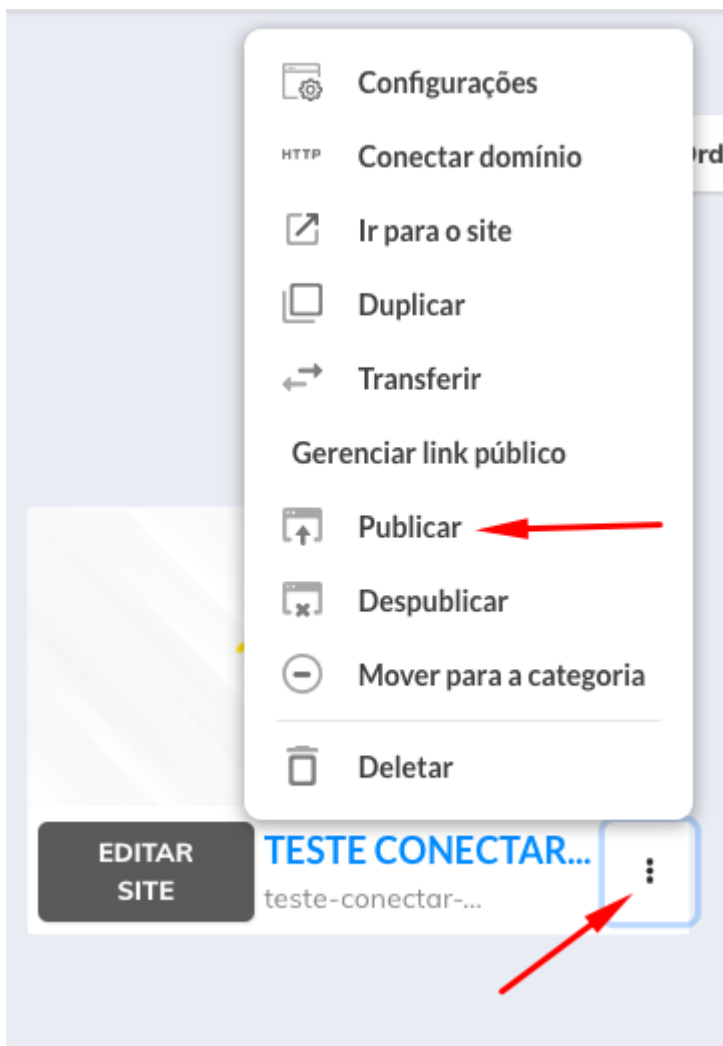 Configurações
HTTP Conectar domínio
Ir para o site
Duplicar
Transferir
Gerenciar link público
Publicar
Despublicar
Mover para a categoria
Deletar
EDITAR
SITE
TESTE CONECTAR...
teste-conectar-...